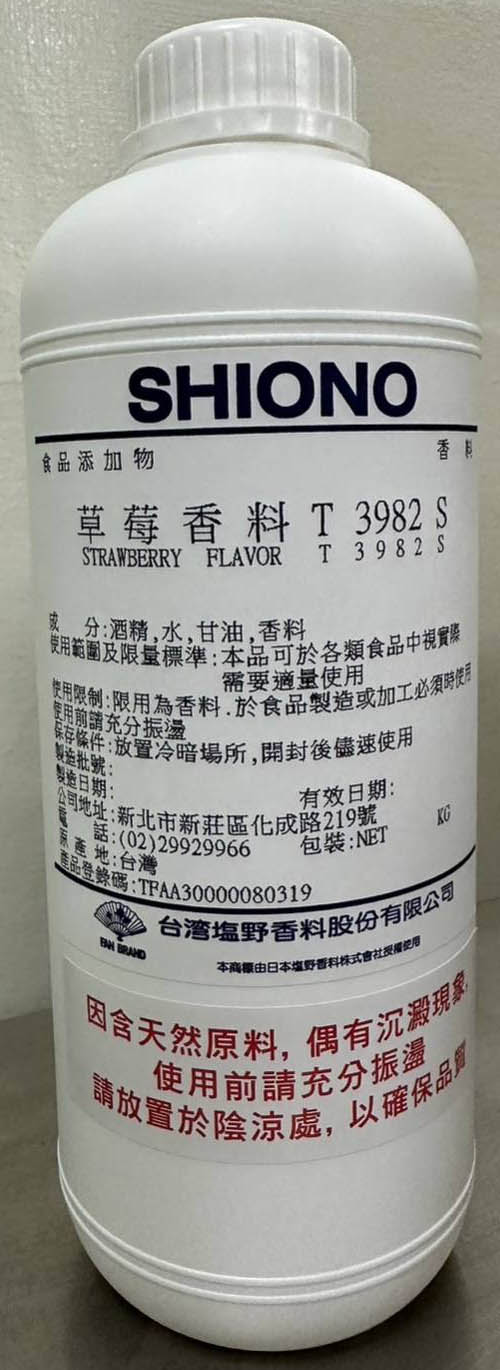 SHIONO
食品添加物 香料
草莓香料 T 3982 S
STRAWBERRY FLAVOR T 3982 S
成 分:酒精,水,甘油,香料
使用範圍及限量標準:本品可於各類食品中視實際
需要適量使用
使用限制:限用為香料.於食品製造或加工必須時使用
使用前請充分振盪
保存條件:放置冷暗場所,開封後儘速使用
製造批號:
製造日期: 有效日期:
公司地址:新北市新莊區化成路219號
電 話:(02)29929966 包裝:NET KG
原 產 地:台灣
產品登錄碼:TFAA30000080319
FAN BRAND
台湾塩野香料股份有限公司
本商標由日本塩野香料株式會社授權使用
因含天然原料, 偶有沉澱現象,
使用前請充分振盪
請放置於陰涼處, 以確保品質